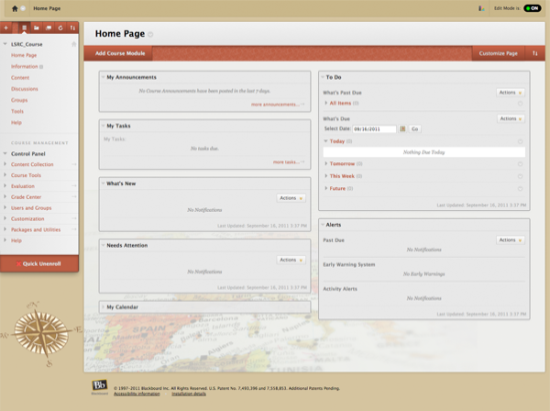 Home Page
Edit Mode is: ON
LSRC_Course
Home Page
Information
Content
Discussions
Groups
Tools
Help
COURSE MANAGEMENT
Control Panel
Content Collection
Course Tools
Evaluation
Grade Center
Users and Groups
Customization
Packages and Utilities
Help
Quick Unenroll
Home Page
Add Course Module
Customize Page
My Announcements
No Course Announcements have been posted in the last 7 days.
more announcements...
My Tasks
My Tasks:
No tasks due.
more tasks...
What's New
Actions
No Notifications
Last Updated: September 16, 2011 3:37 PM
Needs Attention
Actions
No Notifications
Last Updated: September 16, 2011 3:37 PM
My Calendar
To Do
What's Past Due
Actions
All Items (0)
What's Due
Actions
Select Date:
Go
Today (0)
Nothing Due Today
Tomorrow (0)
This Week (0)
Future (0)
Last Updated: September 16, 2011 3:37 PM
Alerts
Past Due
Actions
No Notifications
Early Warning System
No Early Warnings
Activity Alerts
No Notifications
Last Updated: September 16, 2011 3:37 PM
SPAIN
Bb
Blackboard
© 1997-2011 Blackboard Inc. All Rights Reserved. U.S. Patent No. 7,493,396 and 7,558,853. Additional Patents Pending.
Accessibility Information
Installation details